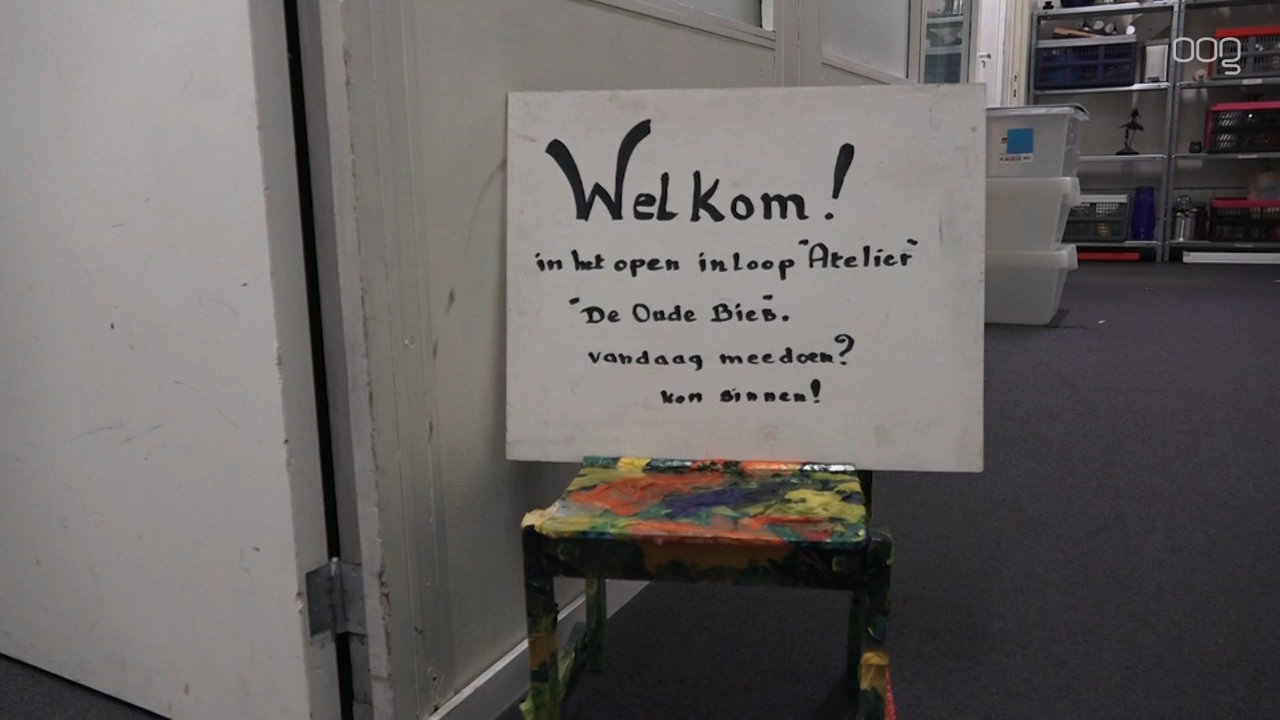 oog
Welkom!
in het open inloop "Atelier"
"De Oude Bieb".
vandaag meedoen?
kom binnen!